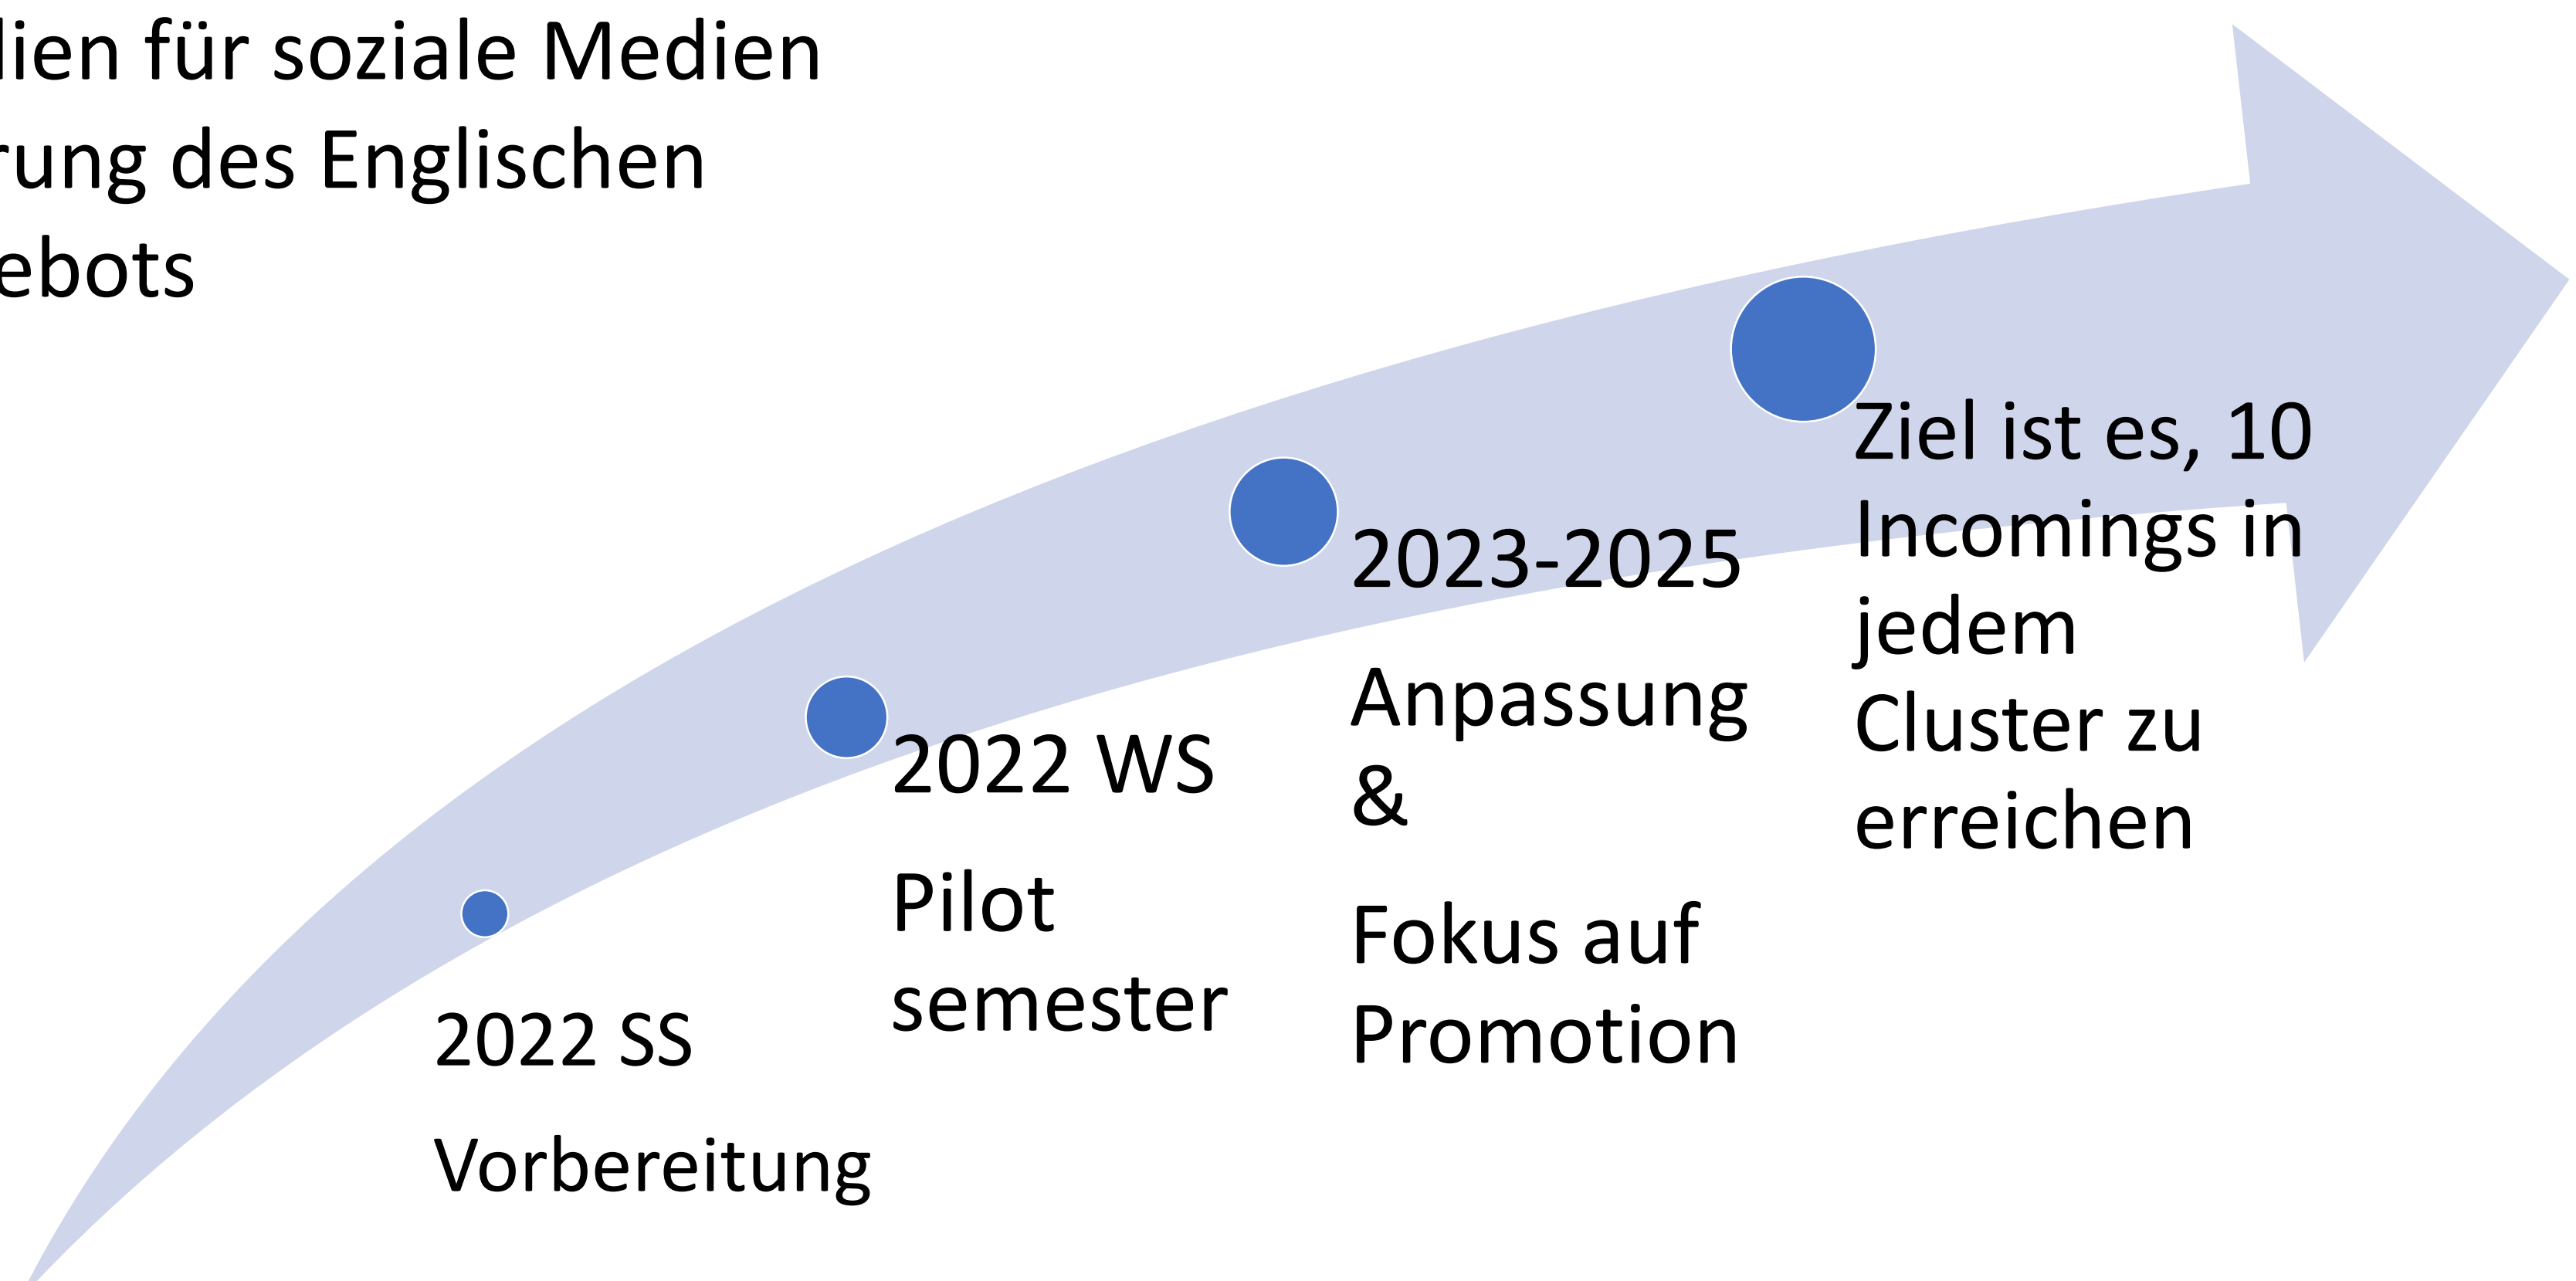 lien für soziale Medien
rung des Englischen
ebots
Ziel ist es, 10
Incomings in
jedem
Cluster zu
erreichen
2023-2025
Anpassung
&
Fokus auf
Promotion
2022 WS
Pilot
semester
2022 SS
Vorbereitung